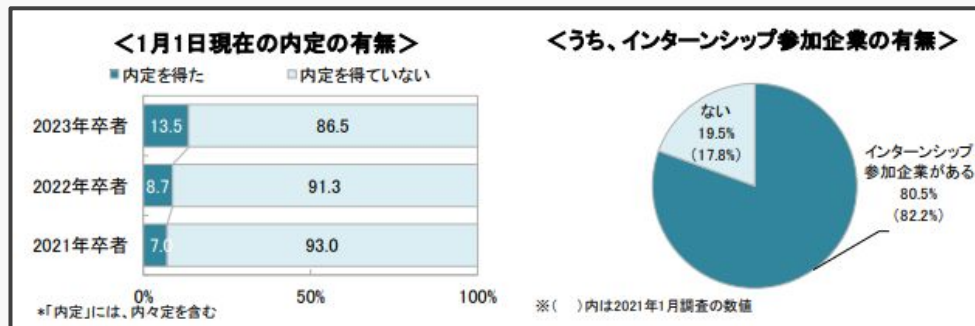 ＜1月1日現在の内定の有無＞
■内定を得た □内定を得ていない
2023年卒者 13.5 86.5
2022年卒者 8.7 91.3
2021年卒者 7.0 93.0
0% 50% 100%
*｢内定｣には、内々定を含む
＜うち、インターンシップ参加企業の有無＞
ない
19.5%
(17.8%)
インターンシップ
参加企業がある
80.5%
(82.2%)
※( )内は2021年1月調査の数値